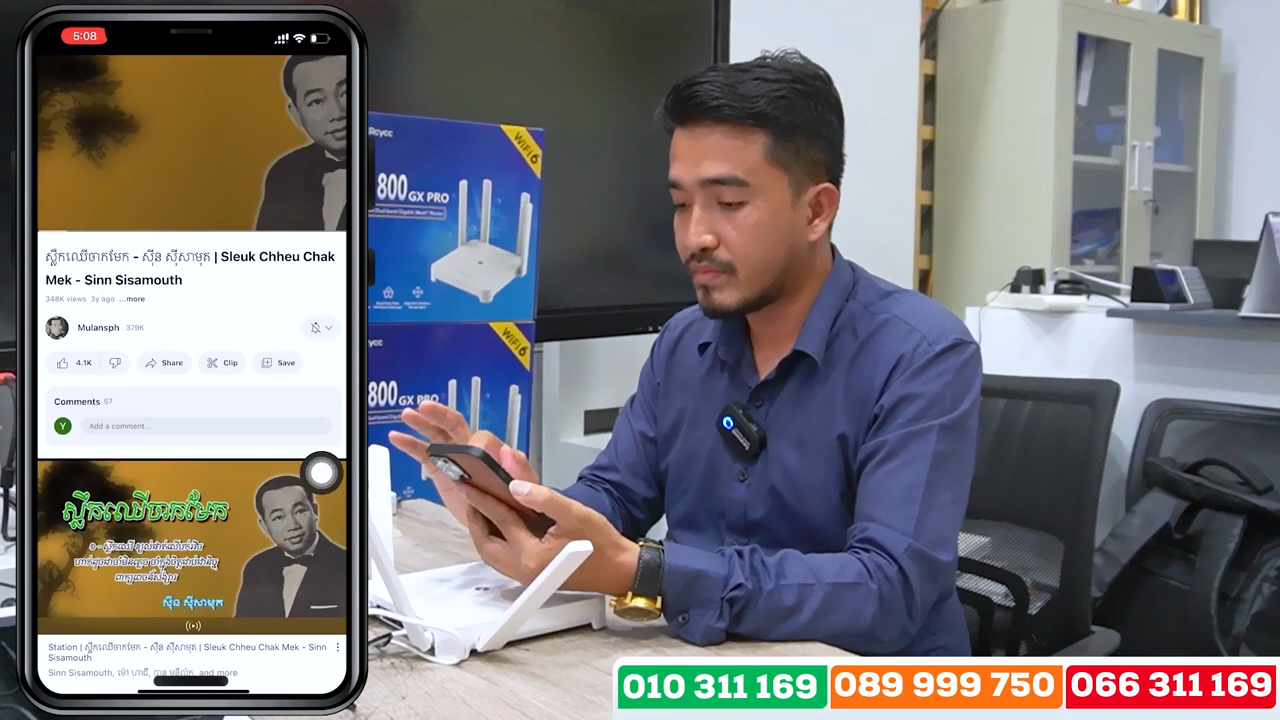 5:08
ស្លឹកឈើចាកមែក - ស៊ីន ស៊ីសាមុត | Sleuk Chheu Chak
Mek - Sinn Sisamouth
348K views 3y ago ...more
Mulansph 379K
4.1K Share Clip Save
Comments 57
Y Add a comment...
ស្លឹកឈើចាកមែក
ស៊ីន ស៊ីសាមុត
Station | ស្លឹកឈើចាកមែក - ស៊ីន ស៊ីសាមុត | Sleuk Chheu Chak Mek - Sinn
Sisamouth
Sinn Sisamouth, and more
WiFi 6
800 GX PRO
WiFi 6
800 GX PRO
010 311 169
089 999 750
066 311 169